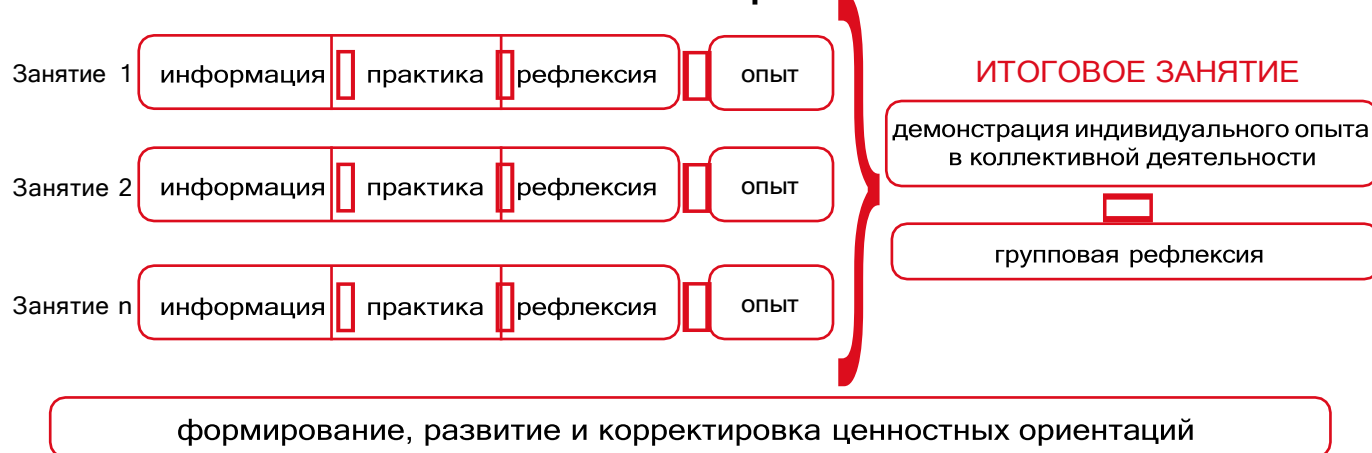 Занятие 1 информация практика рефлексия опыт
Занятие 2 информация практика рефлексия опыт
Занятие n информация практика рефлексия опыт
ИТОГОВОЕ ЗАНЯТИЕ
демонстрация индивидуального опыта
в коллективной деятельности
групповая рефлексия
формирование, развитие и корректировка ценностных ориентаций